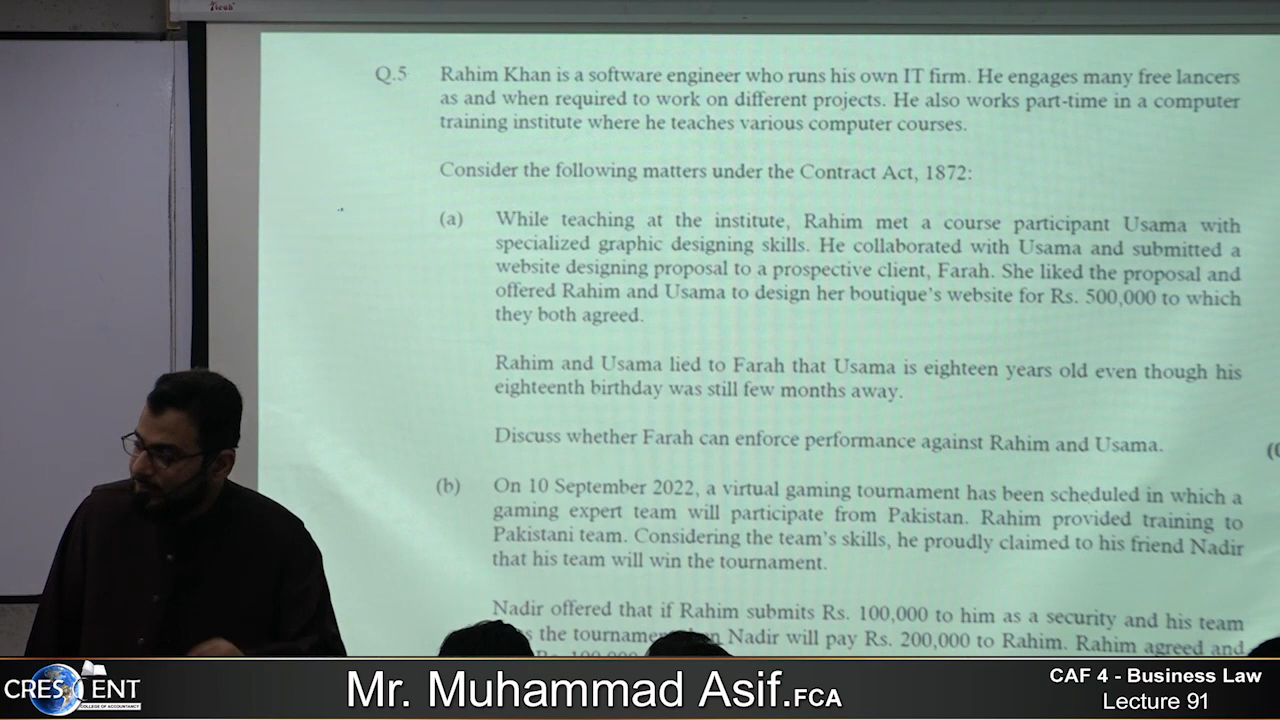 Q.5 Rahim Khan is a software engineer who runs his own IT firm. He engages many free lancers
as and when required to work on different projects. He also works part-time in a computer
training institute where he teaches various computer courses.
Consider the following matters under the Contract Act, 1872:
(a) While teaching at the institute, Rahim met a course participant Usama with
specialized graphic designing skills. He collaborated with Usama and submitted a
website designing proposal to a prospective client, Farah. She liked the proposal and
offered Rahim and Usama to design her boutique's website for Rs. 500,000 to which
they both agreed.
Rahim and Usama lied to Farah that Usama is eighteen years old even though his
eighteenth birthday was still few months away.
Discuss whether Farah can enforce performance against Rahim and Usama.
(b) On 10 September 2022, a virtual gaming tournament has been scheduled in which a
gaming expert team will participate from Pakistan. Rahim provided training to
Pakistani team. Considering the team's skills, he proudly claimed to his friend Nadir
that his team will win the tournament.
Nadir offered that if Rahim submits Rs. 100,000 to him as a security and his team
the Nadir will pay Rs. 200,000 to Rahim. Rahim agreed and
CRESCENT
COLLEGE OF ACCOUNTANCY
Mr. Muhammad Asif.FCA
CAF 4 - Business Law
Lecture 91